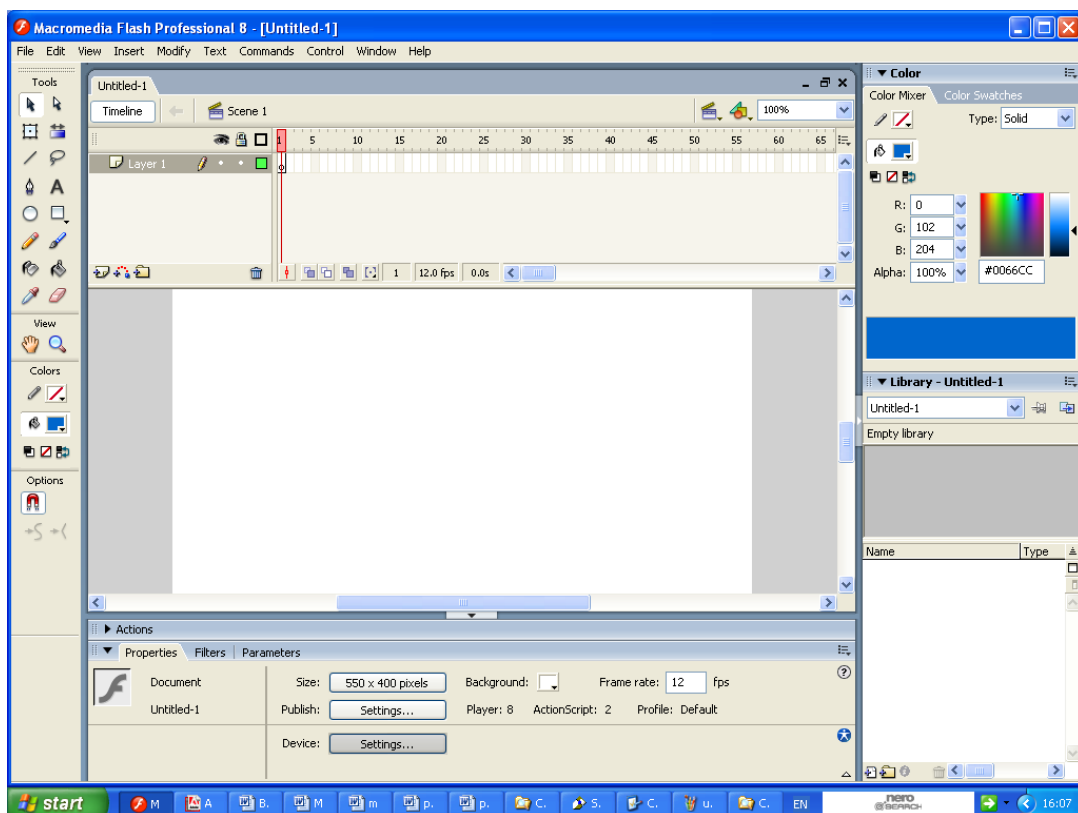 Macromedia Flash Professional 8 - [Untitled-1]
File Edit View Insert Modify Text Commands Control Window Help
Tools
View
Colors
Options
Untitled-1
Timeline Scene 1 100%
1 5 10 15 20 25 30 35 40 45 50 55 60 65
Layer 1
1 12.0 fps 0.0s
Actions
Properties Filters Parameters
Document Size: 550 x 400 pixels Background: Frame rate: 12 fps
Untitled-1 Publish: Settings... Player: 8 ActionScript: 2 Profile: Default
Device: Settings...
Color
Color Mixer Color Swatches
Type: Solid
R: 0
G: 102
B: 204
Alpha: 100% #0066CC
Library - Untitled-1
Untitled-1
Empty library
Name Type
start M A B. M m p. p. C. S. C. u. C. EN nero SEARCH 16:07